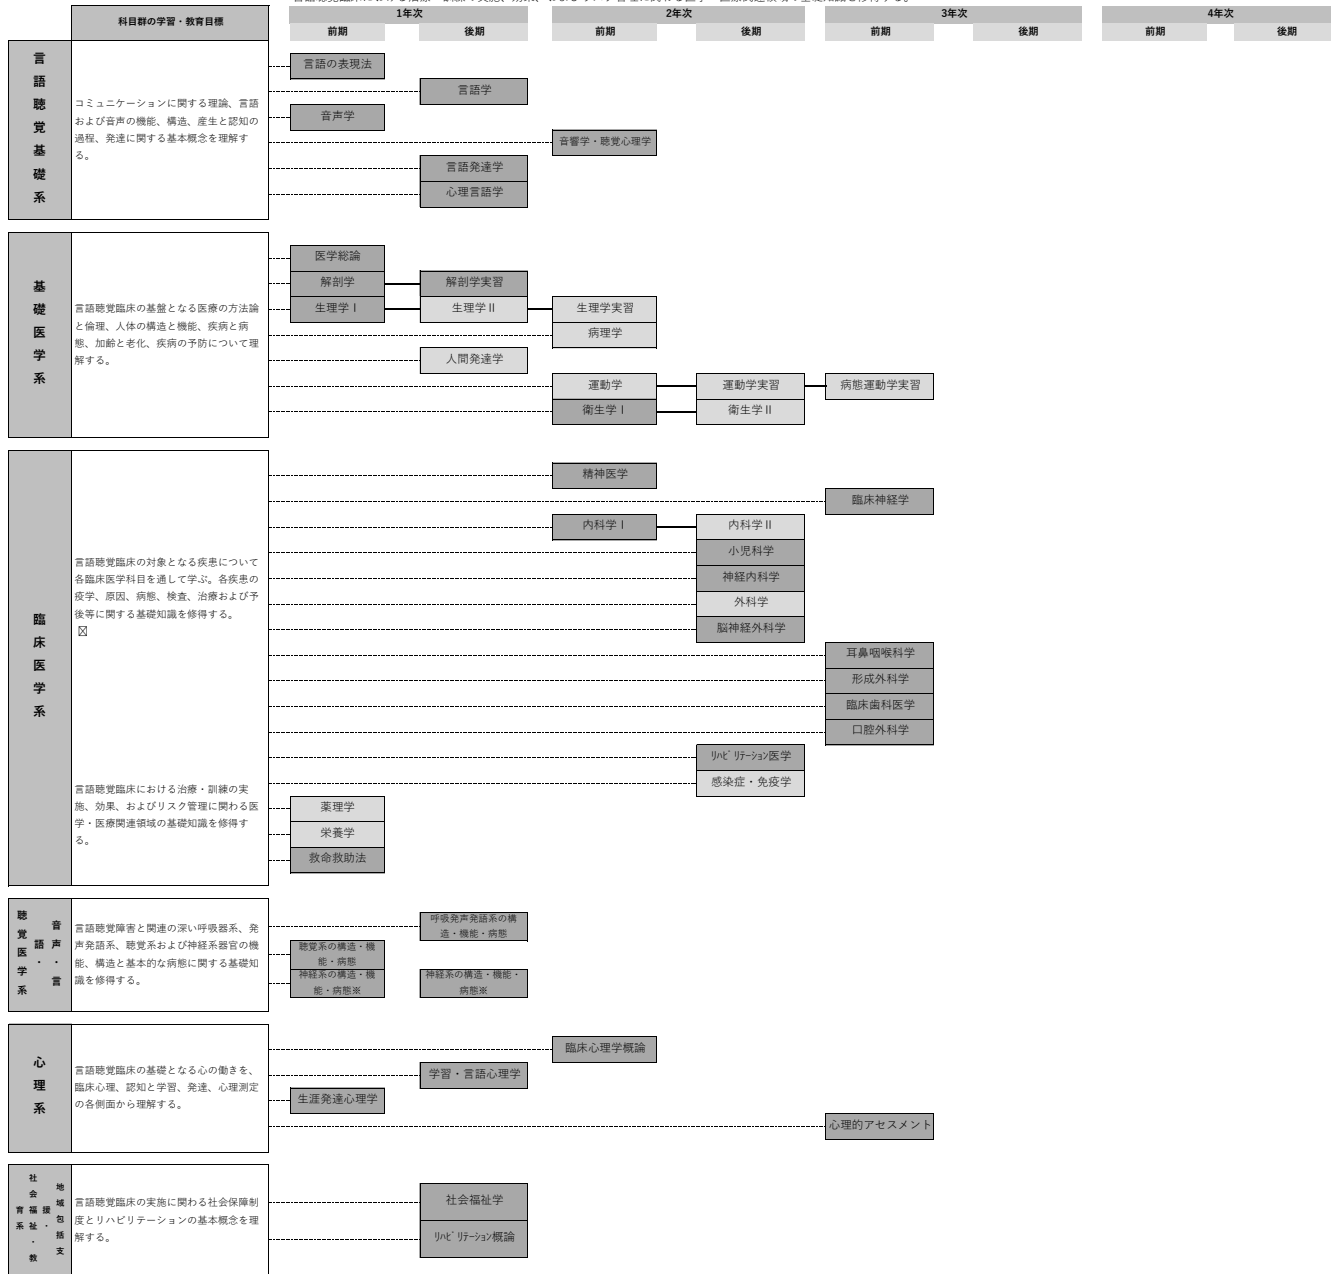 科目群の学習・教育目標
1年次
2年次
3年次
4年次
前期
後期
前期
後期
前期
後期
前期
後期
言語聴覚基礎系
コミュニケーションに関する理論、言語
および音声の機能、構造、産生と認知の
過程、発達に関する基本概念を理解す
る。
言語の表現法
言語学
音声学
音響学・聴覚心理学
言語発達学
心理言語学
基礎医学系
言語聴覚臨床の基盤となる医療の方法論
と倫理、人体の構造と機能、疾病と病
態、加齢と老化、疾病の予防について理
解する。
医学総論
解剖学
解剖学実習
生理学Ⅰ
生理学Ⅱ
生理学実習
病理学
人間発達学
運動学
運動学実習
病態運動学実習
衛生学Ⅰ
衛生学Ⅱ
臨床医学系
言語聴覚臨床の対象となる疾患について
各臨床医学科目を通して学ぶ。各疾患の
疫学、原因、病態、検査、治療および予
後等に関する基礎知識を修得する。
言語聴覚臨床における治療・訓練の実
施、効果、およびリスク管理に関わる医
学・医療関連領域の基礎知識を修得す
る。
精神医学
臨床神経学
内科学Ⅰ
内科学Ⅱ
小児科学
神経内科学
外科学
脳神経外科学
耳鼻咽喉科学
形成外科学
臨床歯科医学
口腔外科学
ﾘﾊﾋﾞﾘﾃｰｼｮﾝ医学
感染症・免疫学
薬理学
栄養学
救命救助法
音声・言語・聴覚医学系
言語聴覚障害と関連の深い呼吸器系、発
声発語系、聴覚系および神経系器官の機
能、構造と基本的な病態に関する基礎知
識を修得する。
呼吸発声発語系の構
造・機能・病態
聴覚系の構造・機
能・病態
神経系の構造・機
能・病態※
神経系の構造・機能・
病態※
心理系
言語聴覚臨床の基礎となる心の働きを、
臨床心理、認知と学習、発達、心理測定
の各側面から理解する。
臨床心理学概論
学習・言語心理学
生涯発達心理学
心理的アセスメント
地域包括支援・社会福祉・教育系
言語聴覚臨床の実施に関わる社会保障制
度とリハビリテーションの基本概念を理
解する。
社会福祉学
ﾘﾊﾋﾞﾘﾃｰｼｮﾝ概論